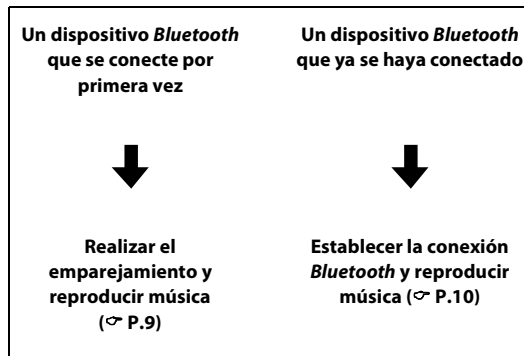 Un dispositivo Bluetooth
que se conecte por
primera vez
Un dispositivo Bluetooth
que ya se haya conectado
Realizar el
emparejamiento y
reproducir música
(☞ P.9)
Establecer la conexión
Bluetooth y reproducir
música (☞ P.10)